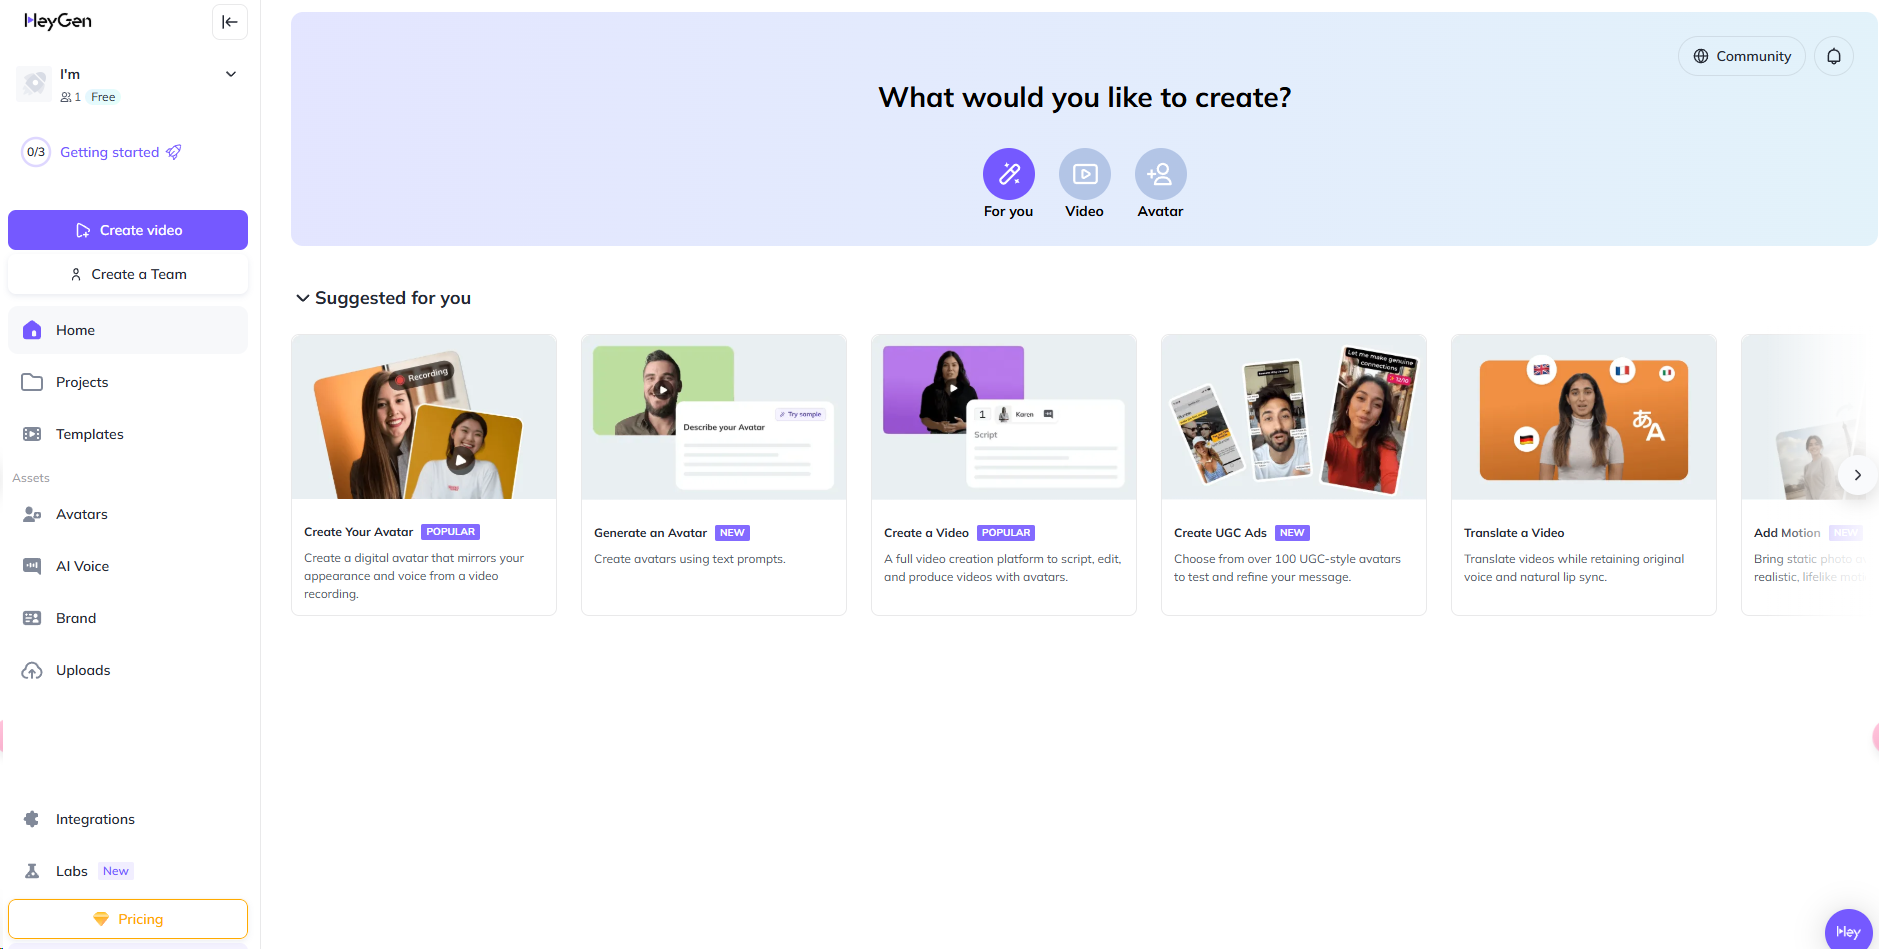 HeyGen
I'm
1 Free
0/3 Getting started
Create video
Create a Team
Home
Projects
Templates
Assets
Avatars
AI Voice
Brand
Uploads
Integrations
Labs New
Pricing
Community
What would you like to create?
For you
Video
Avatar
Suggested for you
Recording
Create Your Avatar POPULAR
Create a digital avatar that mirrors your
appearance and voice from a video
recording.
Try sample
Describe your Avatar
Generate an Avatar NEW
Create avatars using text prompts.
1 Karen
Script
Create a Video POPULAR
A full video creation platform to script, edit,
and produce videos with avatars.
Let me make genuine
connections
Create UGC Ads NEW
Choose from over 100 UGC-style avatars
to test and refine your message.
あA
Translate a Video
Translate videos while retaining original
voice and natural lip sync.
Add Motion NEW
Bring static photo
realistic, lifelike
Hey